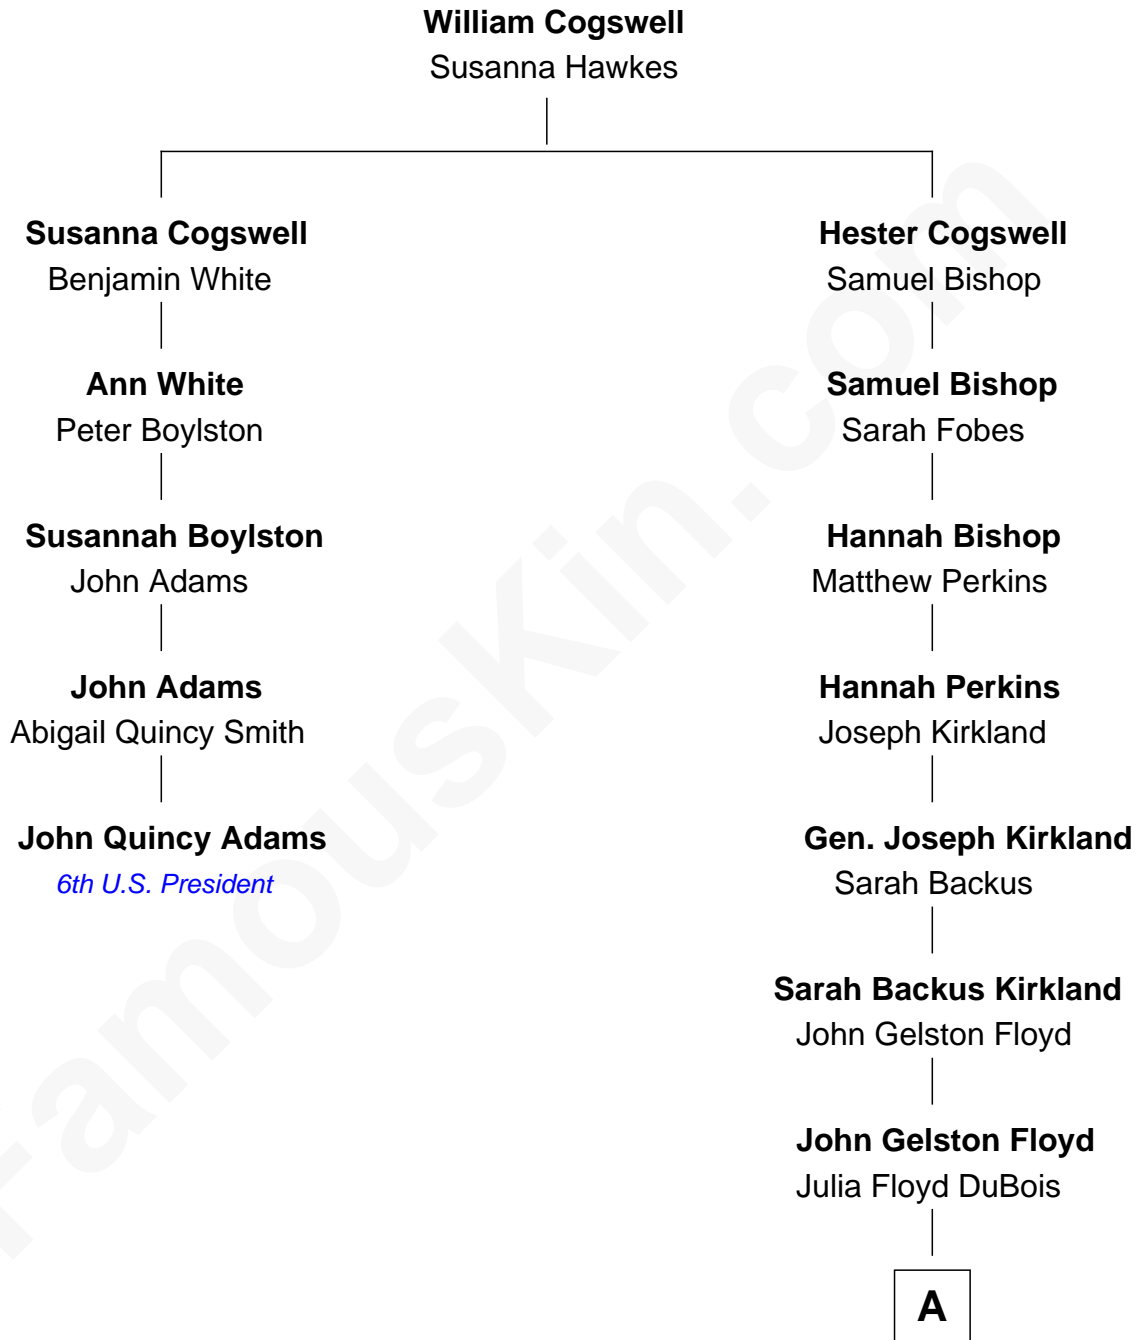 William Cogswell
Susanna Hawkes
Susanna Cogswell
Benjamin White
Ann White
Peter Boylston
Susannah Boylston
John Adams
John Adams
Abigail Quincy Smith
John Quincy Adams
6th U.S. President
Hester Cogswell
Samuel Bishop
Samuel Bishop
Sarah Fobes
Hannah Bishop
Matthew Perkins
Hannah Perkins
Joseph Kirkland
Gen. Joseph Kirkland
Sarah Backus
Sarah Backus Kirkland
John Gelston Floyd
John Gelston Floyd
Julia Floyd DuBois
A
FamousKin.com